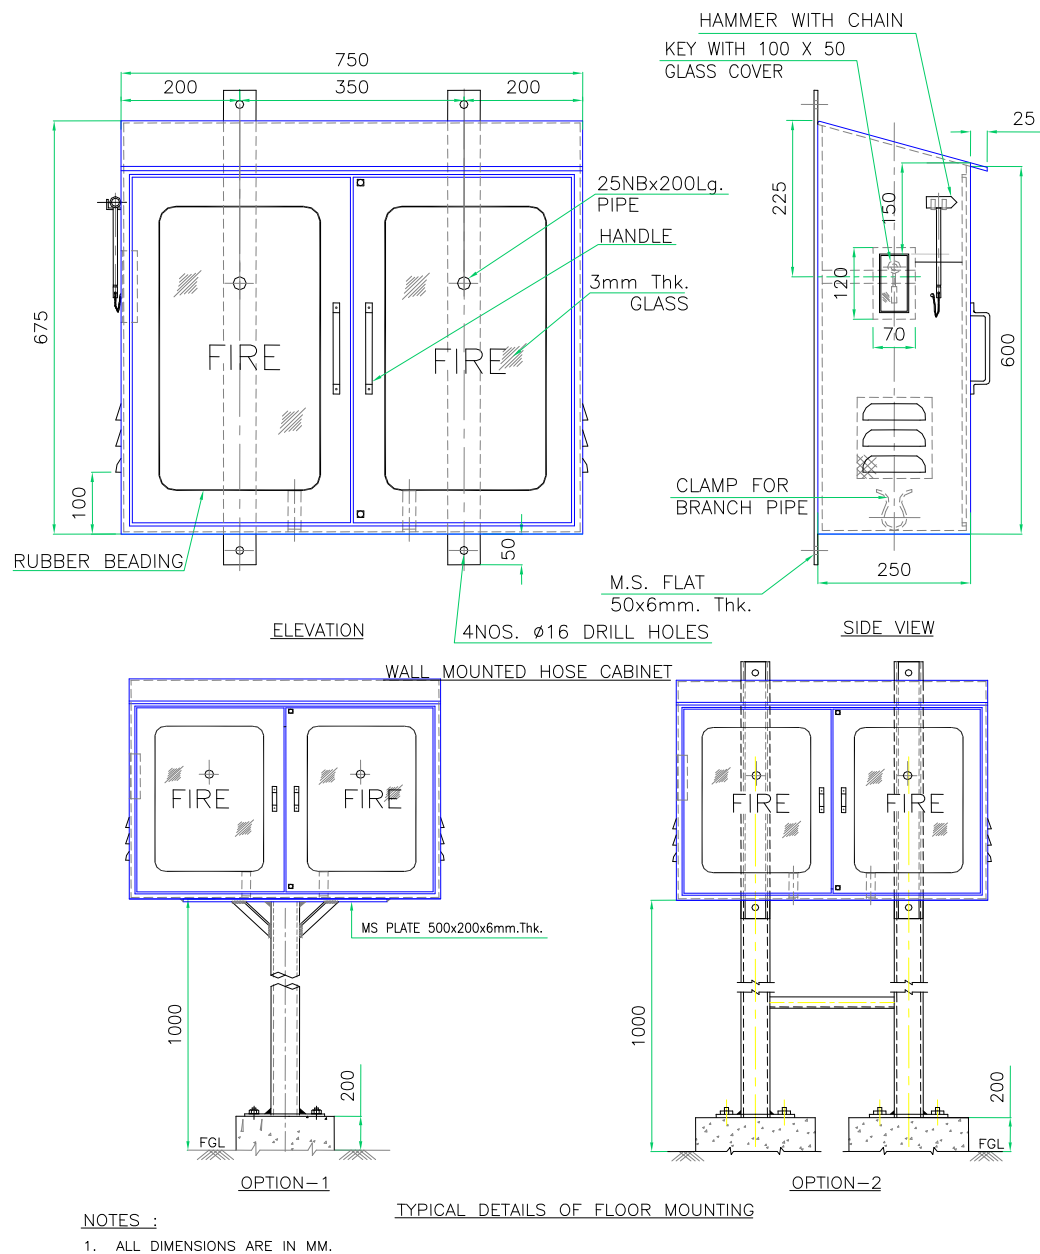 HAMMER WITH CHAIN
KEY WITH 100 X 50
GLASS COVER
750
200
350
200
25
225
150
25NBx200Lg.
PIPE
HANDLE
3mm Thk.
GLASS
120
70
675
600
FIRE
FIRE
100
CLAMP FOR
BRANCH PIPE
50
RUBBER BEADING
250
M.S. FLAT
50x6mm. Thk.
ELEVATION
4NOS. Ø16 DRILL HOLES
SIDE VIEW
WALL MOUNTED HOSE CABINET
FIRE
FIRE
FIRE
FIRE
MS PLATE 500x200x6mm.Thk.
1000
1000
200
200
FGL
FGL
OPTION-1
OPTION-2
TYPICAL DETAILS OF FLOOR MOUNTING
NOTES :
1. ALL DIMENSIONS ARE IN MM.